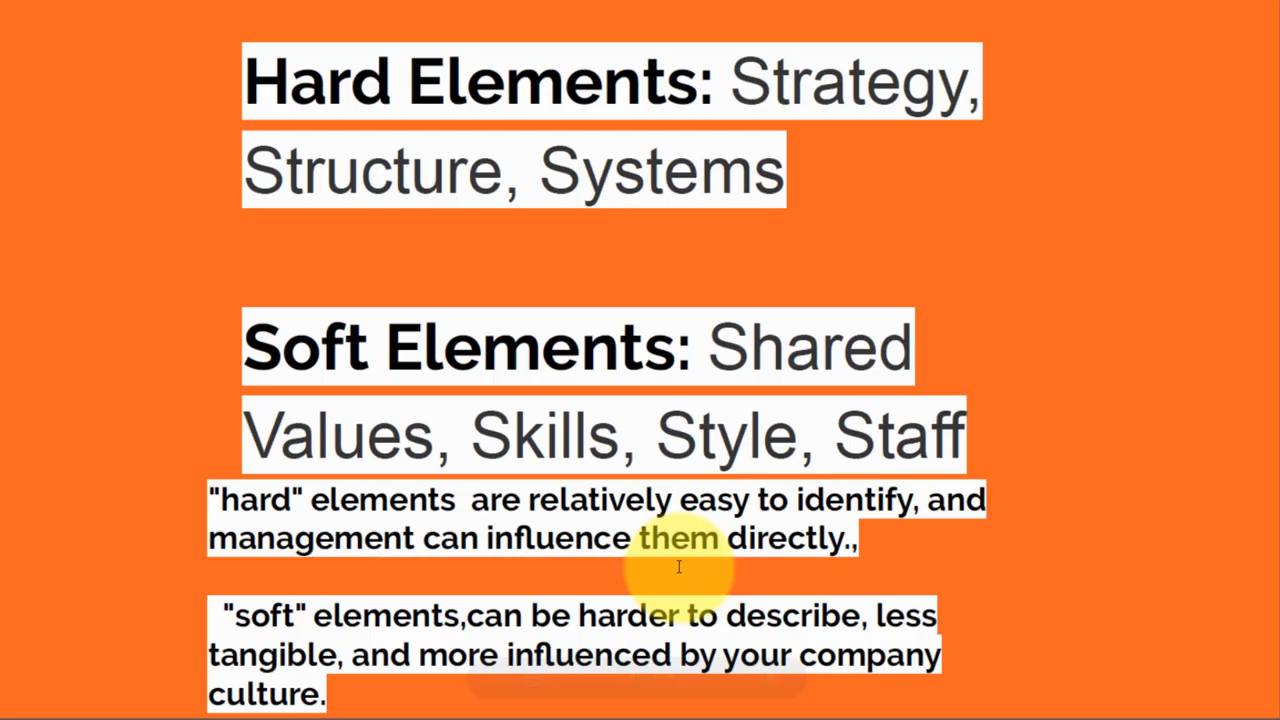 Hard Elements: Strategy,
Structure, Systems
Soft Elements: Shared
Values, Skills, Style, Staff
"hard" elements  are relatively easy to identify, and
management can influence them directly.,
"soft" elements,can be harder to describe, less
tangible, and more influenced by your company
culture.